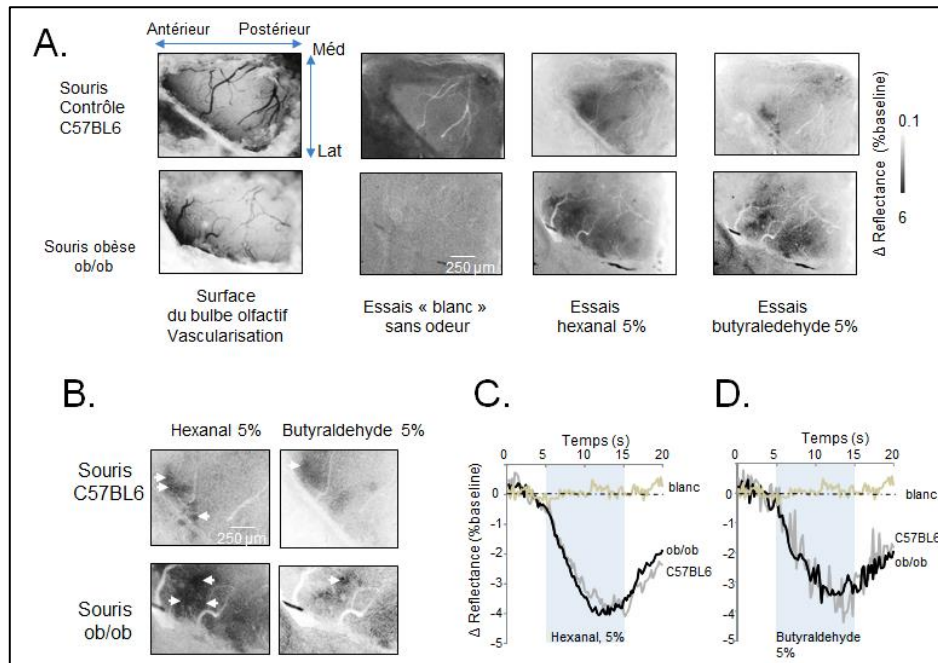 A.
Antérieur
Postérieur
Méd
Lat
Souris
Contrôle
C57BL6
Souris obèse
ob/ob
250 µm
0.1
6
Δ Reflectance (%baseline)
Surface
du bulbe olfactif
Vascularisation
Essais « blanc »
sans odeur
Essais
hexanal 5%
Essais
butyraledehyde 5%
B.
Hexanal 5%
Butyraldehyde 5%
Souris
C57BL6
250 µm
Souris
ob/ob
C.
Temps (s)
0 5 10 15 20
Δ Reflectance (%baseline)
1
0
-1
-2
-3
-4
-5
blanc
ob/ob
C57BL6
Hexanal, 5%
D.
Temps (s)
0 5 10 15 20
1
0
-1
-2
-3
-4
-5
blanc
C57BL6
ob/ob
Butyraldehyde
5%